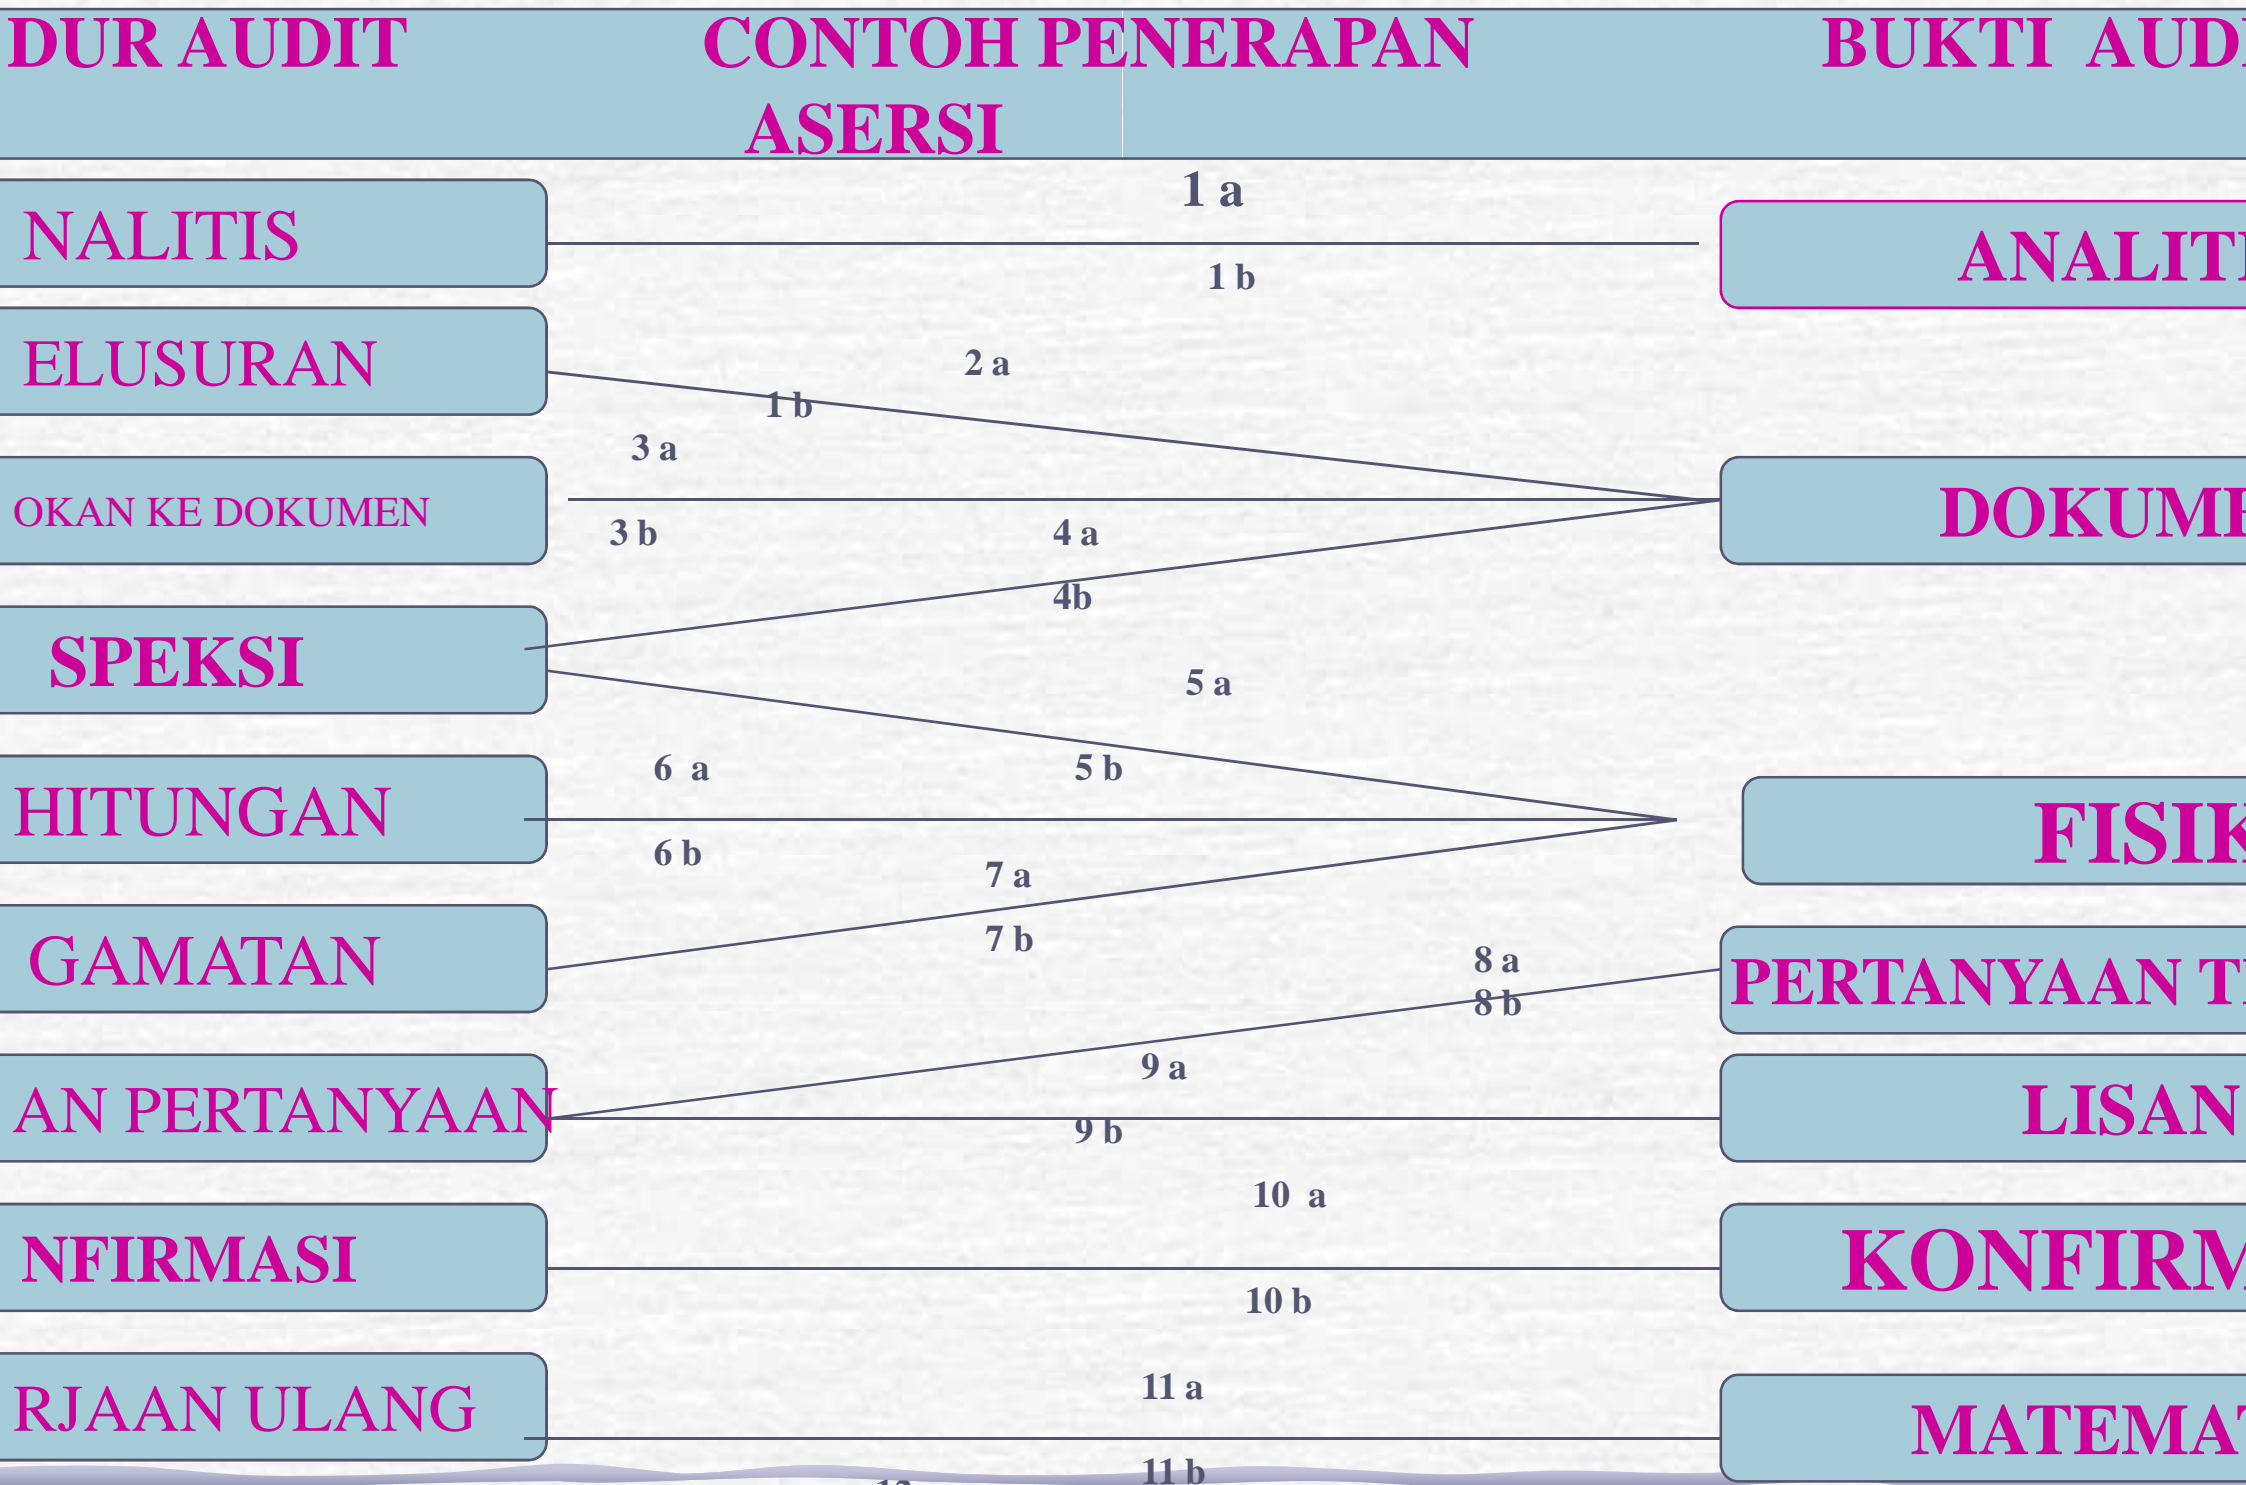 DUR AUDIT CONTOH PENERAPAN BUKTI AUD
ASERSI
1 a
NALITIS
ANALITI
1 b
ELUSURAN
2 a
1 b
3 a
OKAN KE DOKUMEN
DOKUME
3 b 4 a
4b
SPEKSI
5 a
6 a 5 b
HITUNGAN
FISIK
6 b
7 a
GAMATAN
7 b
8 a
PERTANYAAN T
8 b
9 a
AN PERTANYAAN
LISAN
9 b
10 a
NFIRMASI
KONFIRM
10 b
11 a
RJAAN ULANG
MATEMAT
11 b